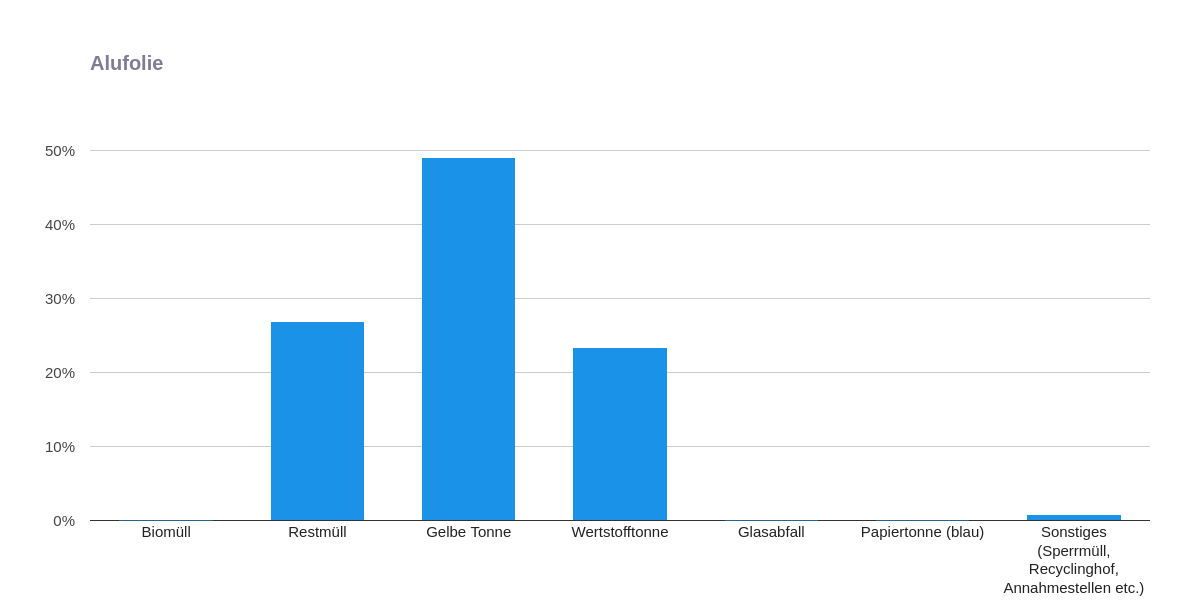 Alufolie
50%
40%
30%
20%
10%
0%
Biomüll
Restmüll
Gelbe Tonne
Wertstofftonne
Glasabfall
Papiertonne (blau)
Sonstiges
(Sperrmüll,
Recyclinghof,
Annahmestellen etc.)